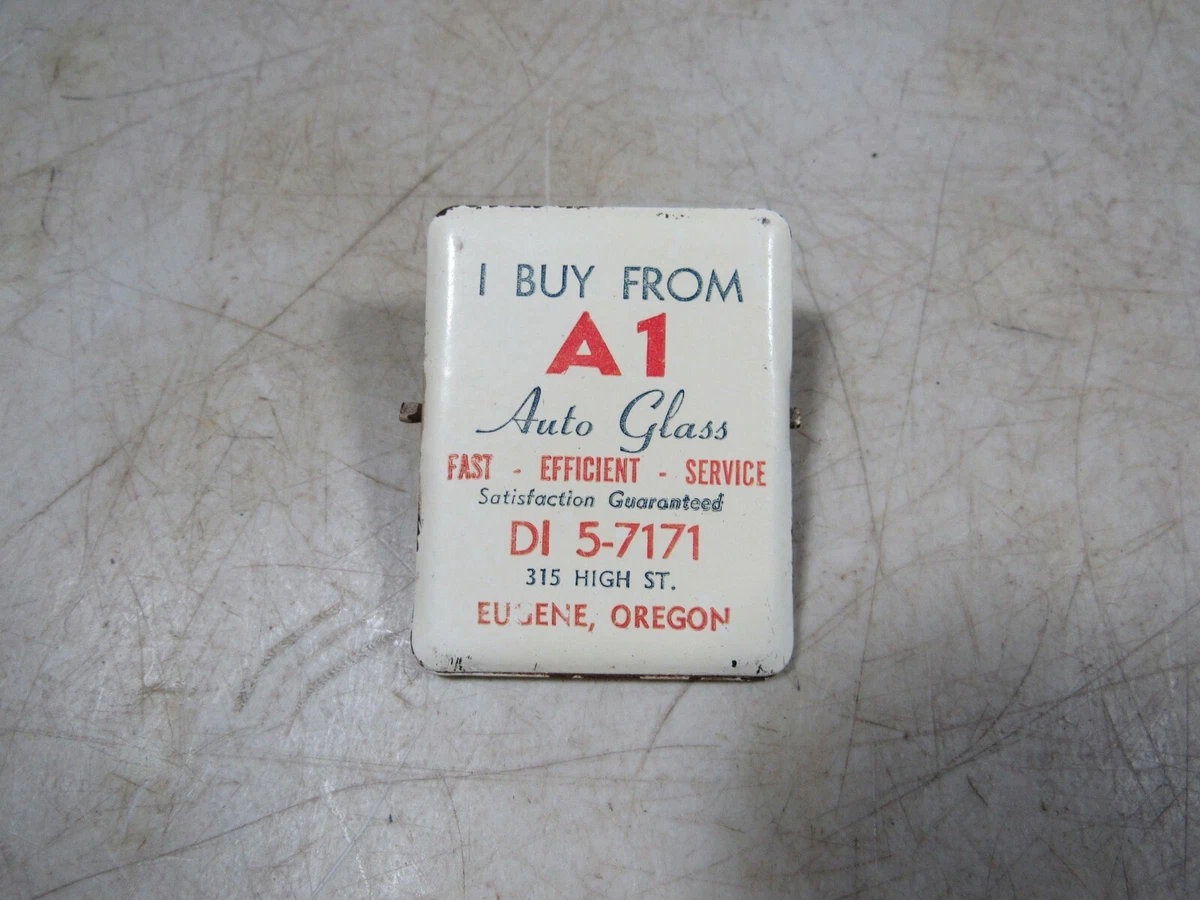 I BUY FROM
A1
Auto Glass
FAST - EFFICIENT - SERVICE
Satisfaction Guaranteed
DI 5-7171
315 HIGH ST.
EUGENE, OREGON